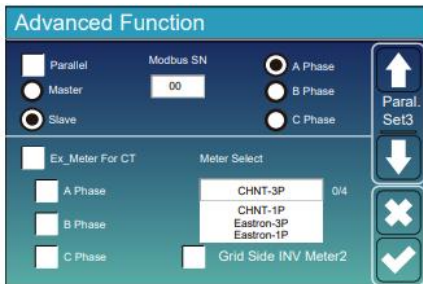 Advanced Function
Parallel
Modbus SN
A Phase
Master
00
B Phase
Slave
C Phase
Paral.
Set3
Ex_Meter For CT
Meter Select
A Phase
CHNT-3P
0/4
CHNT-1P
B Phase
Eastron-3P
Eastron-1P
C Phase
Grid Side INV Meter2